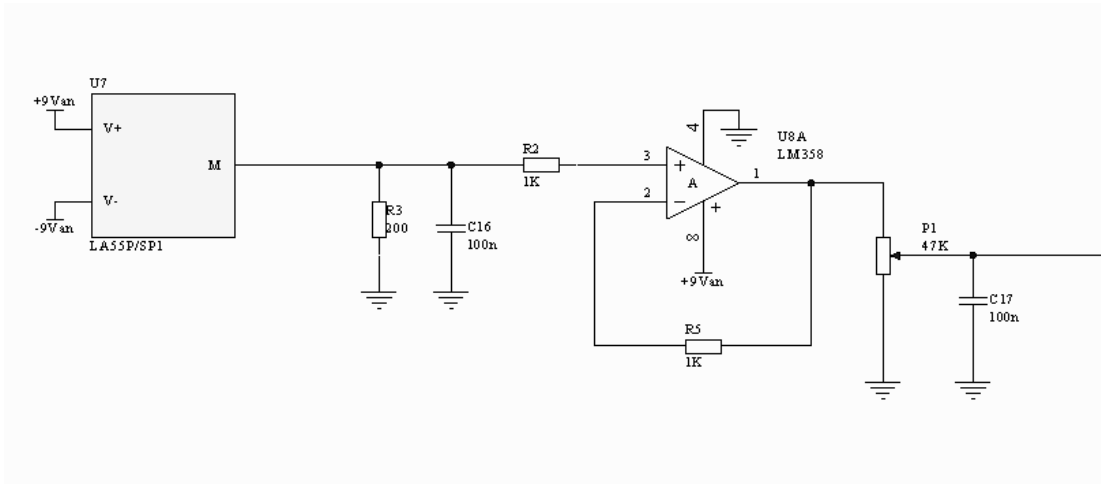 U7
+9Van
V+
M
V-
-9Van
LA55P/SP1
R3
200
C16
100n
R2
1K
3
2
4
+
A
−
+
8
1
U8A
LM358
+9Van
R5
1K
P1
47K
C17
100n